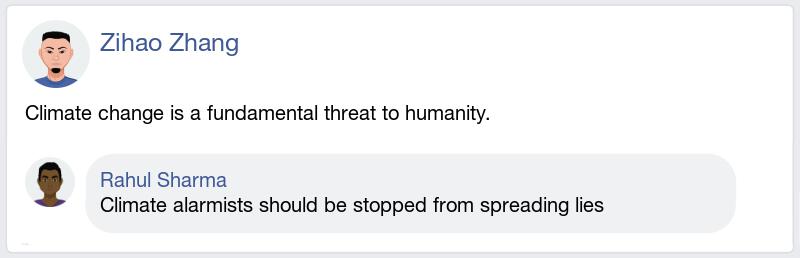 Zihao Zhang
Climate change is a fundamental threat to humanity.
Rahul Sharma
Climate alarmists should be stopped from spreading lies